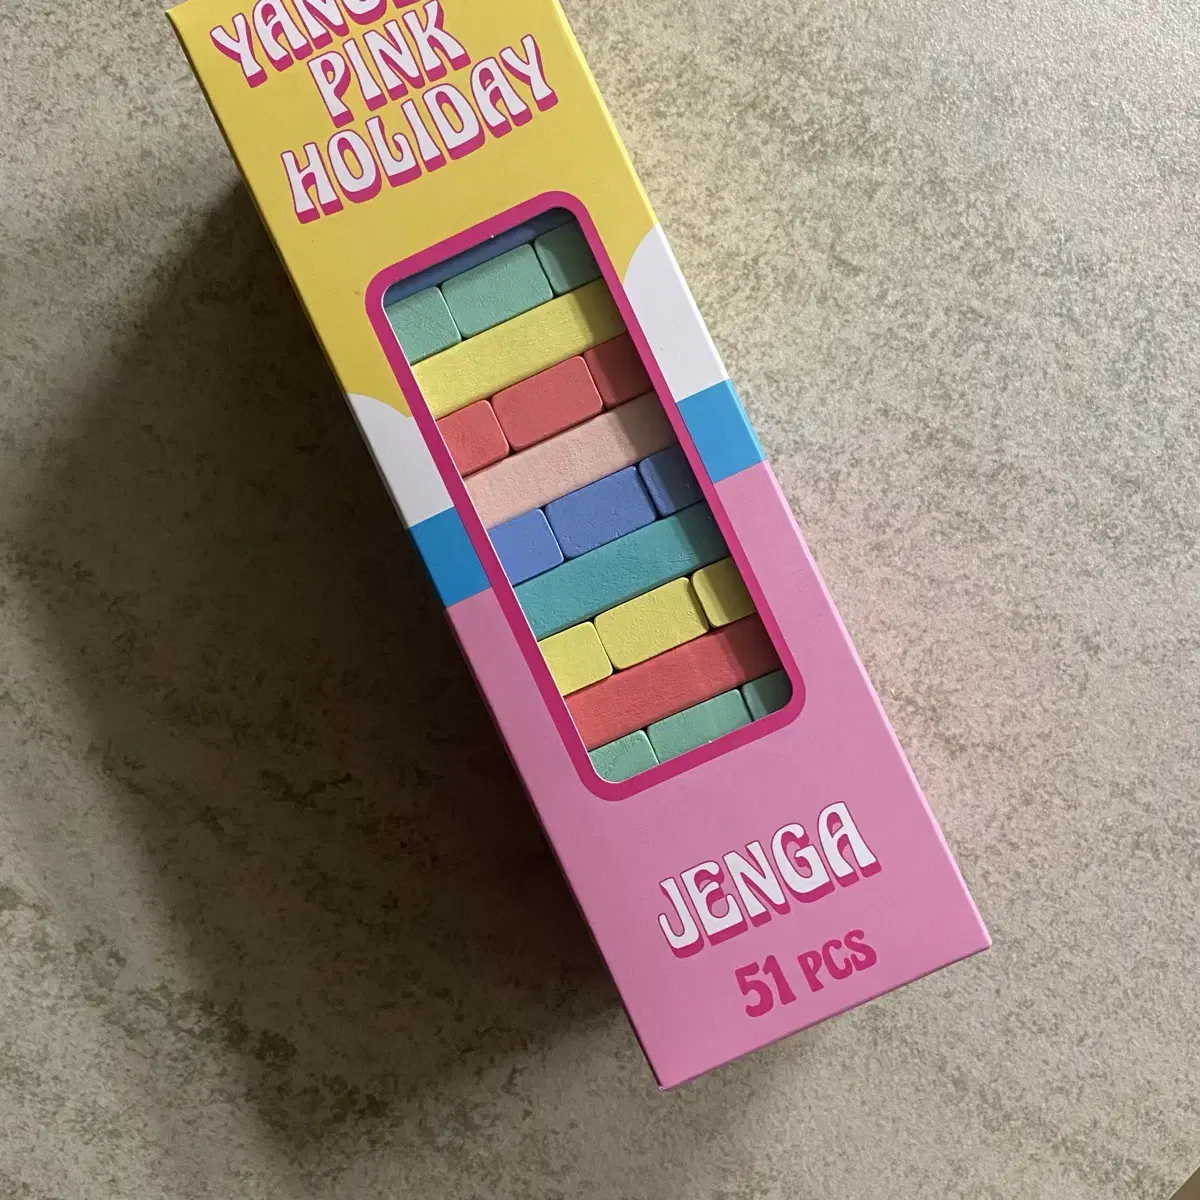 PINK
HOLIDAY
JENGA
51 PCS